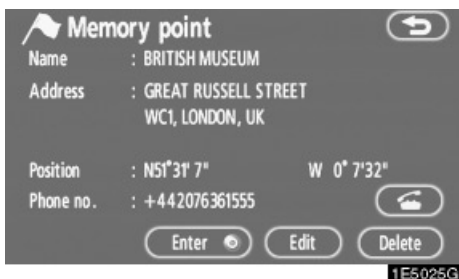 Memory point
Name : BRITISH MUSEUM
Address : GREAT RUSSELL STREET
WC1, LONDON, UK
Position : N51°31' 7" W 0° 7'32"
Phone no. : +442076361555
Enter Edit Delete
1E5025G